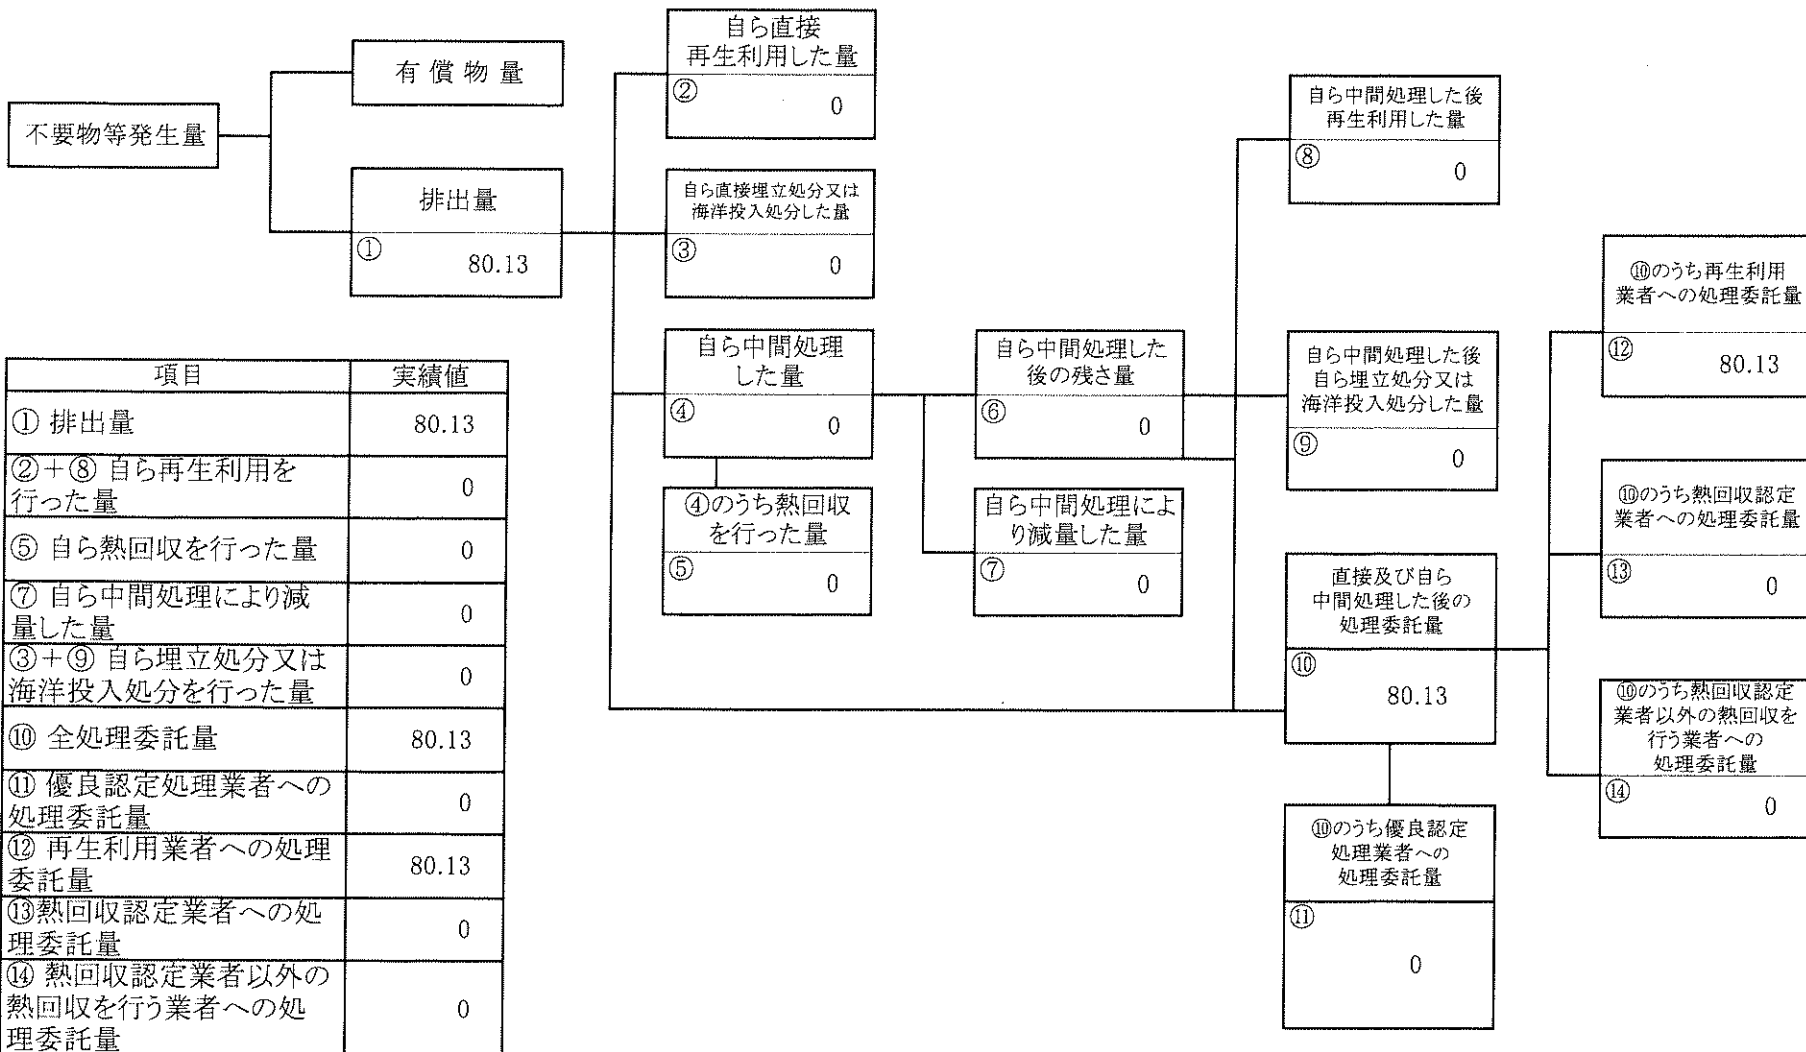 不要物等発生量
有償物量
排出量
①
80.13
自ら直接
再生利用した量
②
0
自ら直接埋立処分又は
海洋投入処分した量
③
0
自ら中間処理
した量
④
0
④のうち熱回収
を行った量
⑤
0
自ら中間処理した
後の残さ量
⑥
0
自ら中間処理によ
り減量した量
⑦
0
自ら中間処理した後
再生利用した量
⑧
0
自ら中間処理した後
自ら埋立処分又は
海洋投入処分した量
⑨
0
直接及び自ら
中間処理した後の
処理委託量
⑩
80.13
⑩のうち優良認定
処理業者への
処理委託量
⑪
0
⑩のうち再生利用
業者への処理委託量
⑫
80.13
⑩のうち熱回収認定
業者への処理委託量
⑬
0
⑩のうち熱回収認定
業者以外の熱回収を
行う業者への
処理委託量
⑭
0
項目 実績値
① 排出量 80.13
②+⑧ 自ら再生利用を
行った量 0
⑤ 自ら熱回収を行った量 0
⑦ 自ら中間処理により減
量した量 0
③+⑨ 自ら埋立処分又は
海洋投入処分を行った量 0
⑩ 全処理委託量 80.13
⑪ 優良認定処理業者への
処理委託量 0
⑫ 再生利用業者への処理
委託量 80.13
⑬熱回収認定業者への処
理委託量 0
⑭ 熱回収認定業者以外の
熱回収を行う業者への処
理委託量 0